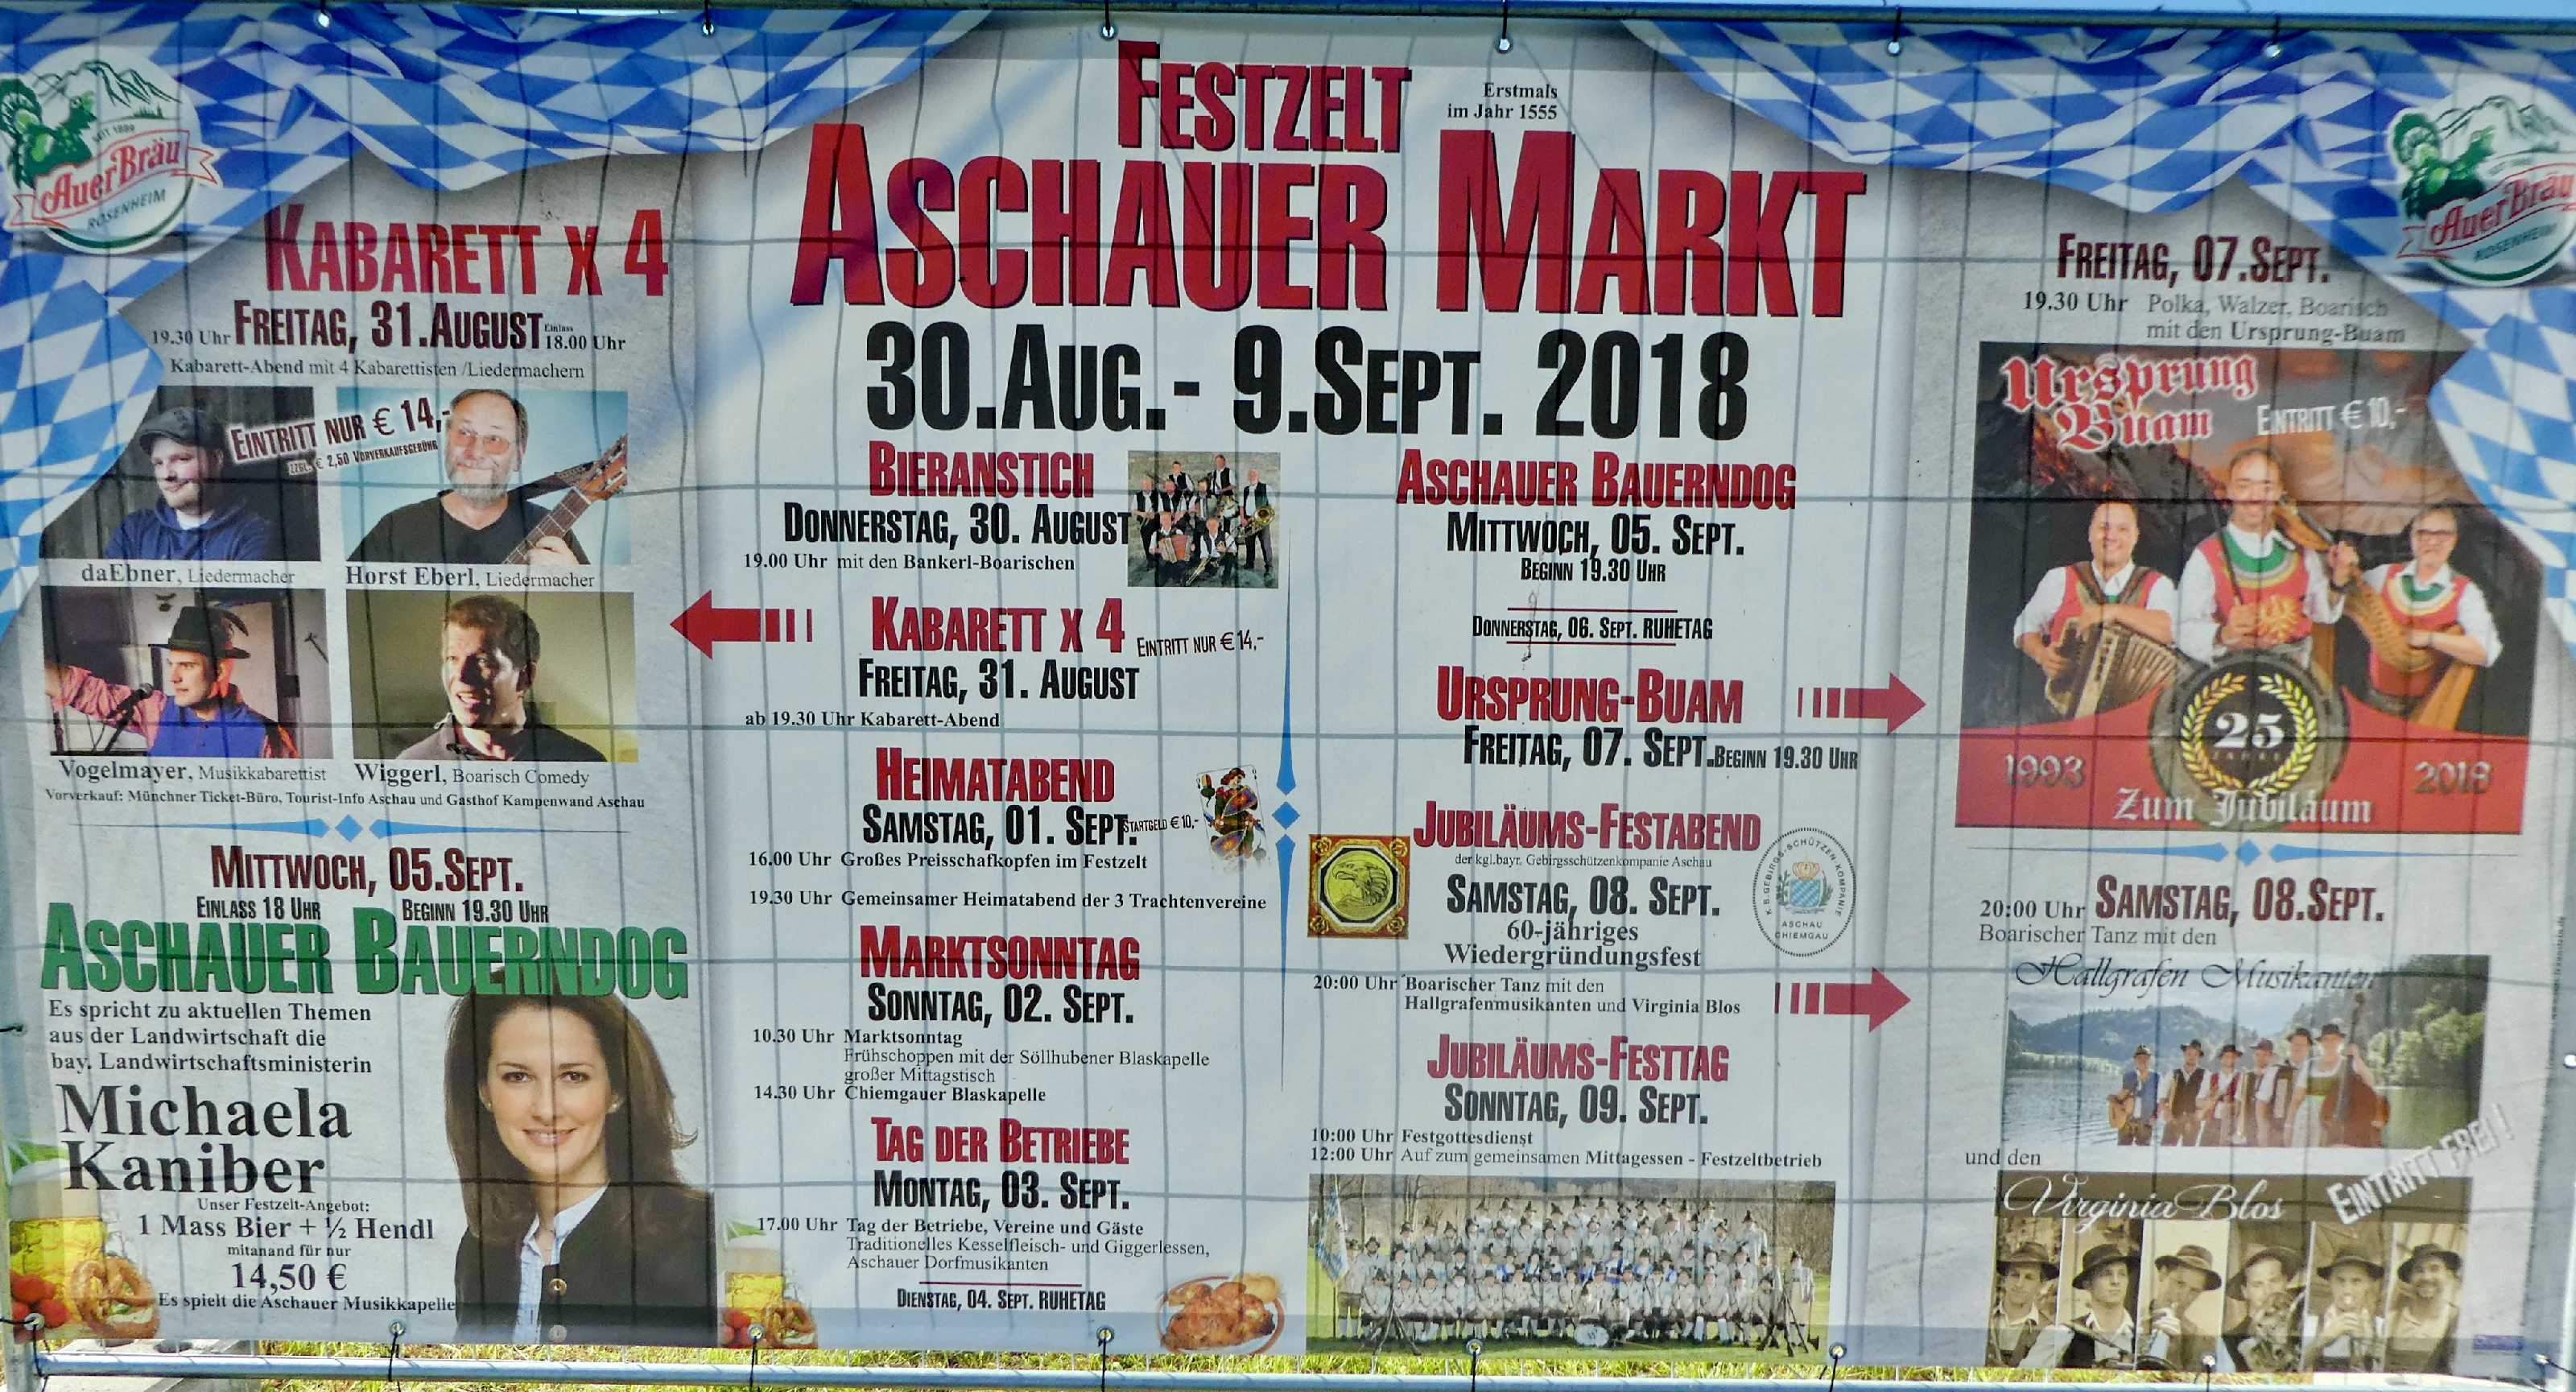 SEIT 1889
AuerBräu
ROSENHEIM
KABARETT X 4
19.30 Uhr FREITAG, 31.AUGUST Einlass 18.00 Uhr
Kabarett-Abend mit 4 Kabarettisten /Liedermachern
EINTRITT NUR € 14,-
ZZGL. € 2,50 VORVERKAUFSGEBÜHR
daEbner, Liedermacher
Horst Eberl, Liedermacher
Vogelmayer, Musikkabarettist
Wiggerl, Boarisch Comedy
Vorverkauf: Münchner Ticket-Büro, Tourist-Info Aschau und Gasthof Kampenwand Aschau
MITTWOCH, 05.SEPT.
EINLASS 18 UHR BEGINN 19.30 UHR
ASCHAUER BAUERNDOG
Es spricht zu aktuellen Themen
aus der Landwirtschaft die
bay. Landwirtschaftsministerin
Michaela
Kaniber
Unser Festzelt-Angebot:
1 Mass Bier + ½ Hendl
mitanand für nur
14,50 €
Es spielt die Aschauer Musikkapelle
FESTZELT
Erstmals
im Jahr 1555
ASCHAUER MARKT
30.AUG.- 9.SEPT. 2018
BIERANSTICH
DONNERSTAG, 30. AUGUST
19.00 Uhr mit den Bankerl-Boarischen
KABARETT X 4 EINTRITT NUR € 14,-
FREITAG, 31. AUGUST
ab 19.30 Uhr Kabarett-Abend
HEIMATABEND
SAMSTAG, 01. SEPT. STARTGELD € 10,-
16.00 Uhr Großes Preisschafkopfen im Festzelt
19.30 Uhr Gemeinsamer Heimatabend der 3 Trachtenvereine
MARKTSONNTAG
SONNTAG, 02. SEPT.
10.30 Uhr Marktsonntag
Frühschoppen mit der Söllhubener Blaskapelle
großer Mittagstisch
14.30 Uhr Chiemgauer Blaskapelle
TAG DER BETRIEBE
MONTAG, 03. SEPT.
17.00 Uhr Tag der Betriebe, Vereine und Gäste
Traditionelles Kesselfleisch- und Giggerlessen,
Aschauer Dorfmusikanten
DIENSTAG, 04. SEPT. RUHETAG
ASCHAUER BAUERNDOG
MITTWOCH, 05. SEPT.
BEGINN 19.30 UHR
DONNERSTAG, 06. SEPT. RUHETAG
URSPRUNG-BUAM
FREITAG, 07. SEPT. BEGINN 19.30 UHR
JUBILÄUMS-FESTABEND
der kgl.bayr. Gebirgsschützenkompanie Aschau
SAMSTAG, 08. SEPT.
60-jähriges
Wiedergründungsfest
K.B. GEBIRGS-SCHÜTZEN-KOMPANIE
ASCHAU
CHIEMGAU
20:00 Uhr Boarischer Tanz mit den
Hallgrafenmusikanten und Virginia Blos
JUBILÄUMS-FESTTAG
SONNTAG, 09. SEPT.
10:00 Uhr Festgottesdienst
12:00 Uhr Auf zum gemeinsamen Mittagessen - Festzeltbetrieb
AuerBräu
ROSENHEIM
FREITAG, 07.SEPT.
19.30 Uhr Polka, Walzer, Boarisch
mit den Ursprung-Buam
Ursprung
Buam
EINTRITT € 10,-
25
JAHRE
1993
2018
Zum Jubiläum
20:00 Uhr SAMSTAG, 08.SEPT.
Boarischer Tanz mit den
Hallgrafen Musikanten
und den
EINTRITT FREI !
Virginia Blos